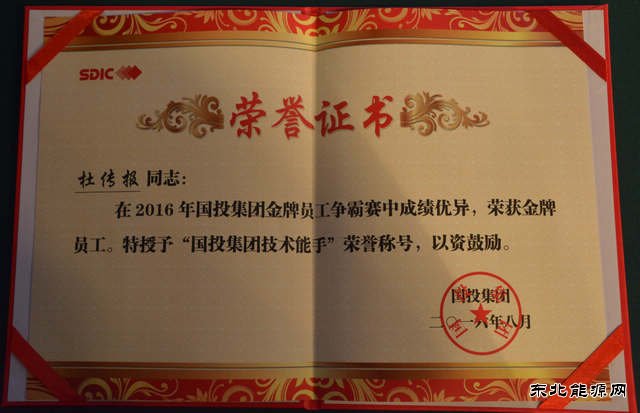 SDIC
荣誉证书
杜传报 同志：
在2016年国投集团金牌员工争霸赛中成绩优异，荣获金牌
员工。特授予“国投集团技术能手”荣誉称号，以资鼓励。
国投集团
二〇一六年八月
东北能源网